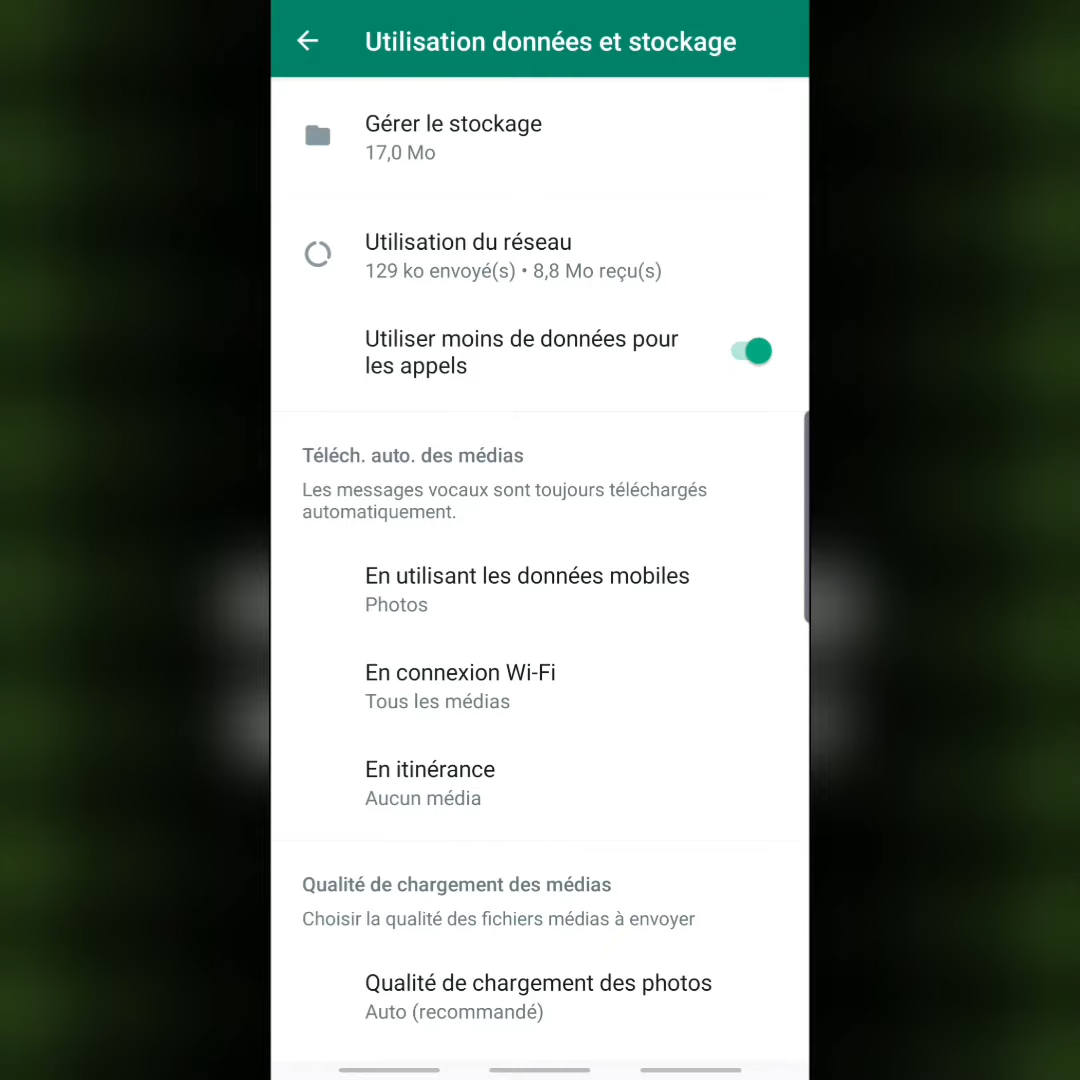 Utilisation données et stockage
Gérer le stockage
17,0 Mo
Utilisation du réseau
129 ko envoyé(s) • 8,8 Mo reçu(s)
Utiliser moins de données pour
les appels
Téléch. auto. des médias
Les messages vocaux sont toujours téléchargés
automatiquement.
En utilisant les données mobiles
Photos
En connexion Wi-Fi
Tous les médias
En itinérance
Aucun média
Qualité de chargement des médias
Choisir la qualité des fichiers médias à envoyer
Qualité de chargement des photos
Auto (recommandé)